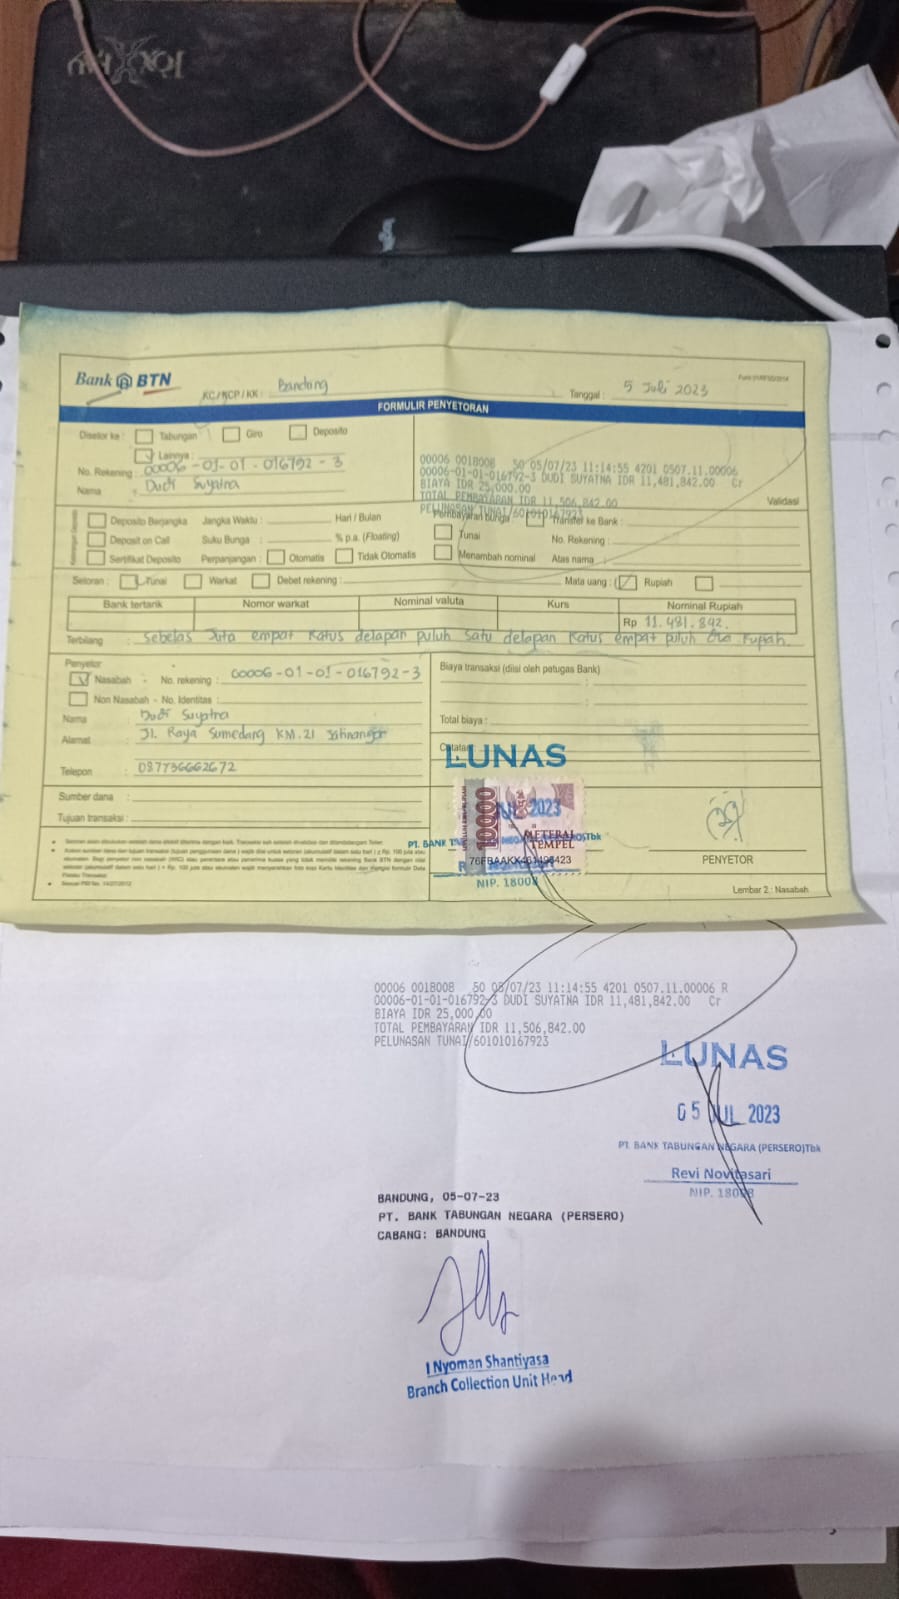 Bank BTN
KC/KCP/KK : Bandung
Tanggal : 5 Juli 2023
FORMULIR PENYETORAN
Disetor ke : Tabungan Giro Deposito
Lainnya :
No. Rekening : 00006-01-01-016792-3
Nama : Dudi Suyatna
00006 0018008 50 05/07/23 11:14:55 4201 0507.11.00006
00006-01-01-016792-3 DUDI SUYATNA IDR 11,481,842.00 Cr
BIAYA IDR 25,000.00
TOTAL PEMBAYARAN IDR 11,506,842.00
PELUNASAN TUNAI/601010167923
Validasi
Deposito Berjangka Jangka Waktu : Hari / Bulan Pembayaran bunga : Transfer ke Bank :
Deposit on Call Suku Bunga : % p.a. (Floating) Tunai No. Rekening :
Sertifikat Deposito Perpanjangan : Otomatis Tidak Otomatis Menambah nominal Atas nama :
Setoran : Tunai Warkat Debet rekening : Mata uang : Rupiah
Bank tertarik Nomor warkat Nominal valuta Kurs Nominal Rupiah
Rp 11.481.842.
Terbilang : Sebelas Juta empat Ratus delapan puluh Satu delapan Ratus empat puluh Dua rupiah.
Penyetor
Nasabah - No. rekening : 00006-01-01-016792-3
Non Nasabah - No. Identitas :
Nama : Dudi Suyatna
Alamat : Jl. Raya Sumedang KM.21 Jatinangor
Telepon : 087736662672
Sumber dana :
Tujuan transaksi :
Biaya transaksi (diisi oleh petugas Bank)
Total biaya :
LUNAS
10000
JUL 2023
METERAI
TEMPEL
NIP. 18008
PENYETOR
Lembar 2 : Nasabah
00006 0018008 50 05/07/23 11:14:55 4201 0507.11.00006 R
00006-01-01-016792-3 DUDI SUYATNA IDR 11,481,842.00 Cr
BIAYA IDR 25,000.00
TOTAL PEMBAYARAN IDR 11,506,842.00
PELUNASAN TUNAI/601010167923
LUNAS
05 JUL 2023
PT. BANK TABUNGAN NEGARA (PERSERO)Tbk
Revi Novitasari
NIP. 18008
BANDUNG, 05-07-23
PT. BANK TABUNGAN NEGARA (PERSERO)
CABANG: BANDUNG
I Nyoman Shantiyasa
Branch Collection Unit Head